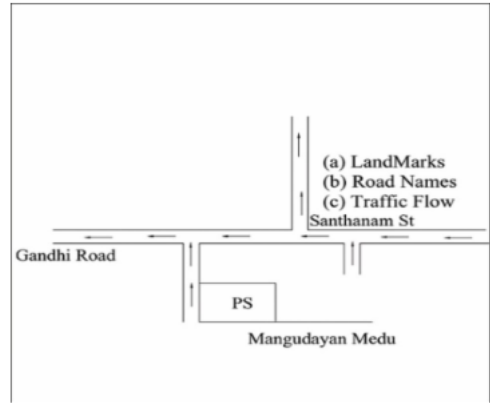 (a) LandMarks
(b) Road Names
(c) Traffic Flow
Santhanam St
Gandhi Road
PS
Mangudayan Medu